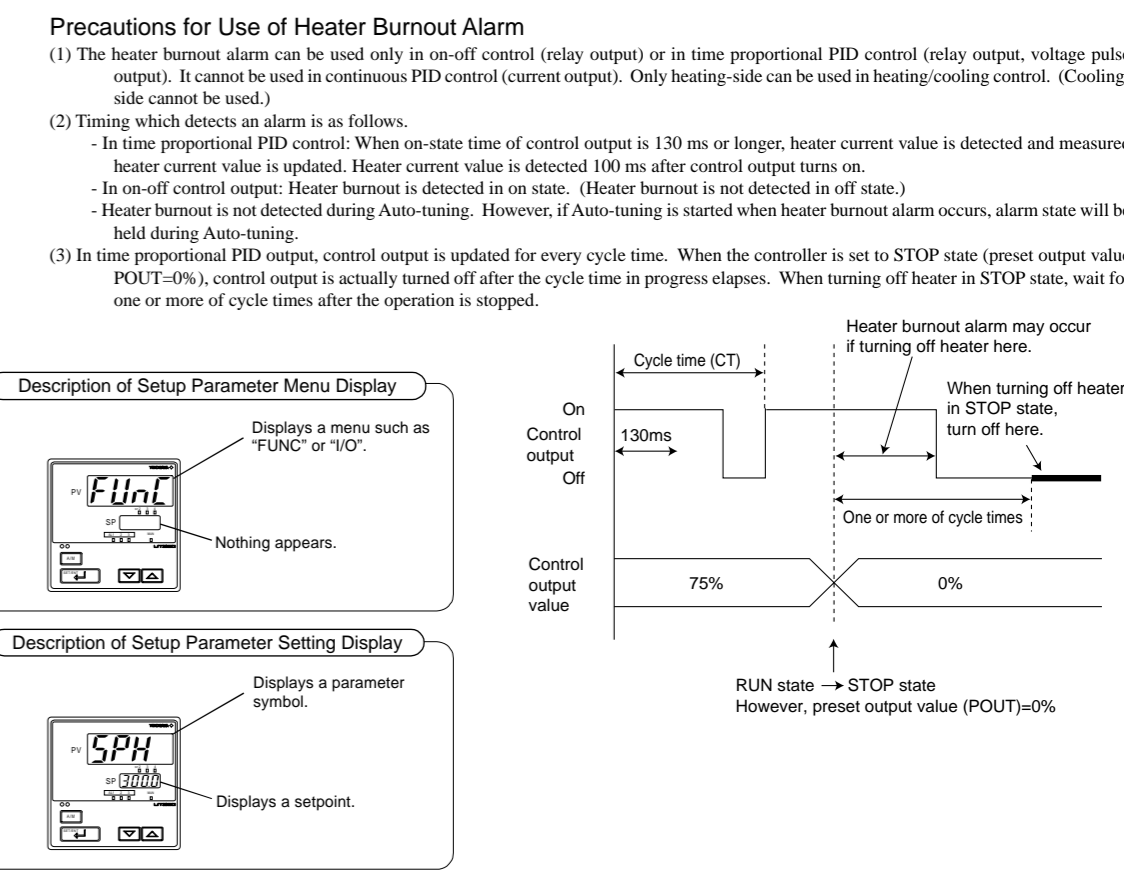 Precautions for Use of Heater Burnout Alarm
(1) The heater burnout alarm can be used only in on-off control (relay output) or in time proportional PID control (relay output, voltage pulse
output). It cannot be used in continuous PID control (current output). Only heating-side can be used in heating/cooling control. (Cooling-
side cannot be used.)
(2) Timing which detects an alarm is as follows.
- In time proportional PID control: When on-state time of control output is 130 ms or longer, heater current value is detected and measured
heater current value is updated. Heater current value is detected 100 ms after control output turns on.
- In on-off control output: Heater burnout is detected in on state. (Heater burnout is not detected in off state.)
- Heater burnout is not detected during Auto-tuning. However, if Auto-tuning is started when heater burnout alarm occurs, alarm state will be
held during Auto-tuning.
(3) In time proportional PID output, control output is updated for every cycle time. When the controller is set to STOP state (preset output value
POUT=0%), control output is actually turned off after the cycle time in progress elapses. When turning off heater in STOP state, wait fo
one or more of cycle times after the operation is stopped.
Description of Setup Parameter Menu Display
Displays a menu such as
"FUNC" or "I/O".
PV FUnC
SP
Nothing appears.
Description of Setup Parameter Setting Display
Displays a parameter
symbol.
PV SPH
SP 300.0
Displays a setpoint.
Heater burnout alarm may occur
if turning off heater here.
Cycle time (CT)
When turning off heater
in STOP state,
turn off here.
On
Control
output
Off
130ms
One or more of cycle times
Control
output
value
75%
0%
RUN state → STOP state
However, preset output value (POUT)=0%